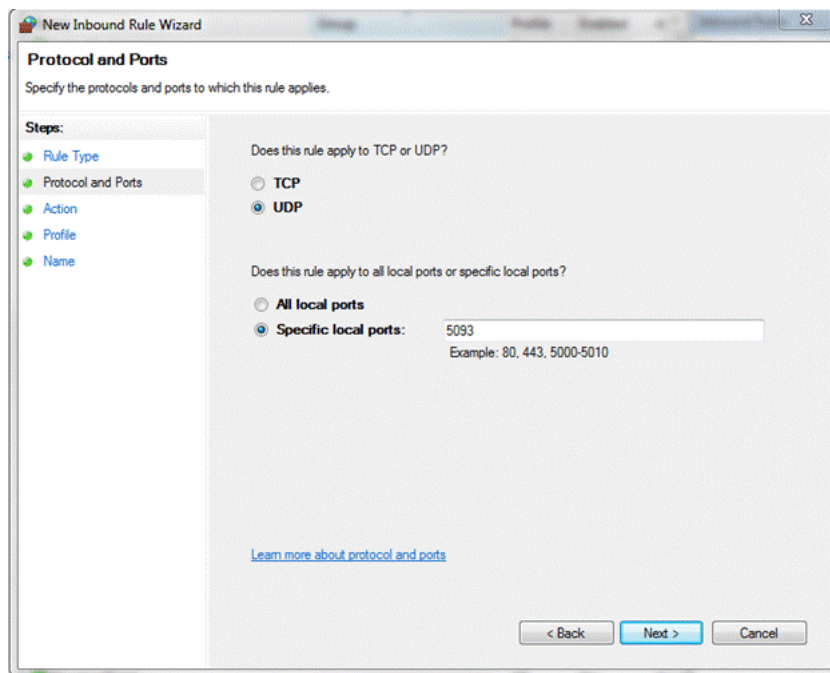 New Inbound Rule Wizard
Protocol and Ports
Specify the protocols and ports to which this rule applies.
Steps:
Rule Type
Protocol and Ports
Action
Profile
Name
Does this rule apply to TCP or UDP?
TCP
UDP
Does this rule apply to all local ports or specific local ports?
All local ports
Specific local ports: 5093
Example: 80, 443, 5000-5010
Learn more about protocol and ports
< Back Next > Cancel